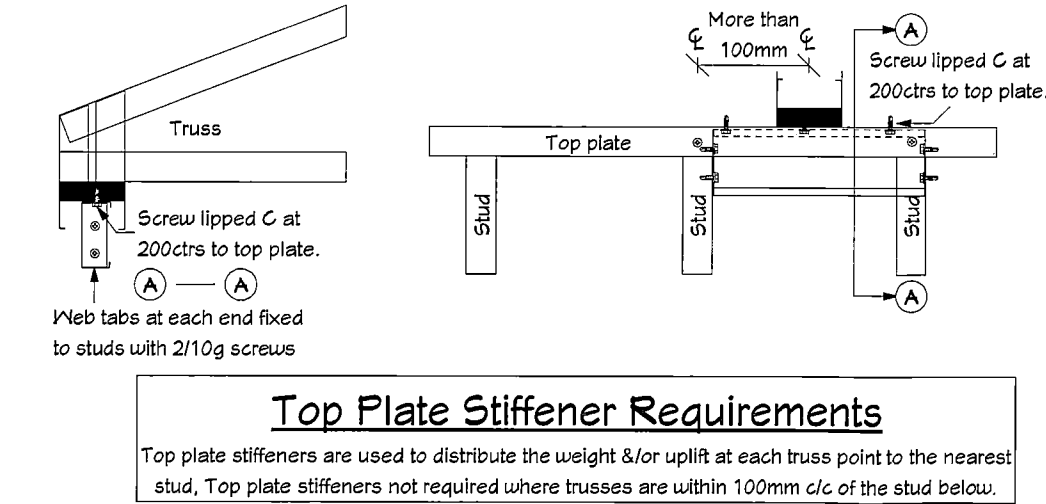 Truss
Screw lipped C at
200ctrs to top plate.
A — A
Web tabs at each end fixed
to studs with 2/10g screws
More than
100mm
℄ ℄
A
Screw lipped C at
200ctrs to top plate.
Top plate
Stud
Stud
Stud
A
Top Plate Stiffener Requirements
Top plate stiffeners are used to distribute the weight &/or uplift at each truss point to the nearest
stud, Top plate stiffeners not required where trusses are within 100mm c/c of the stud below.